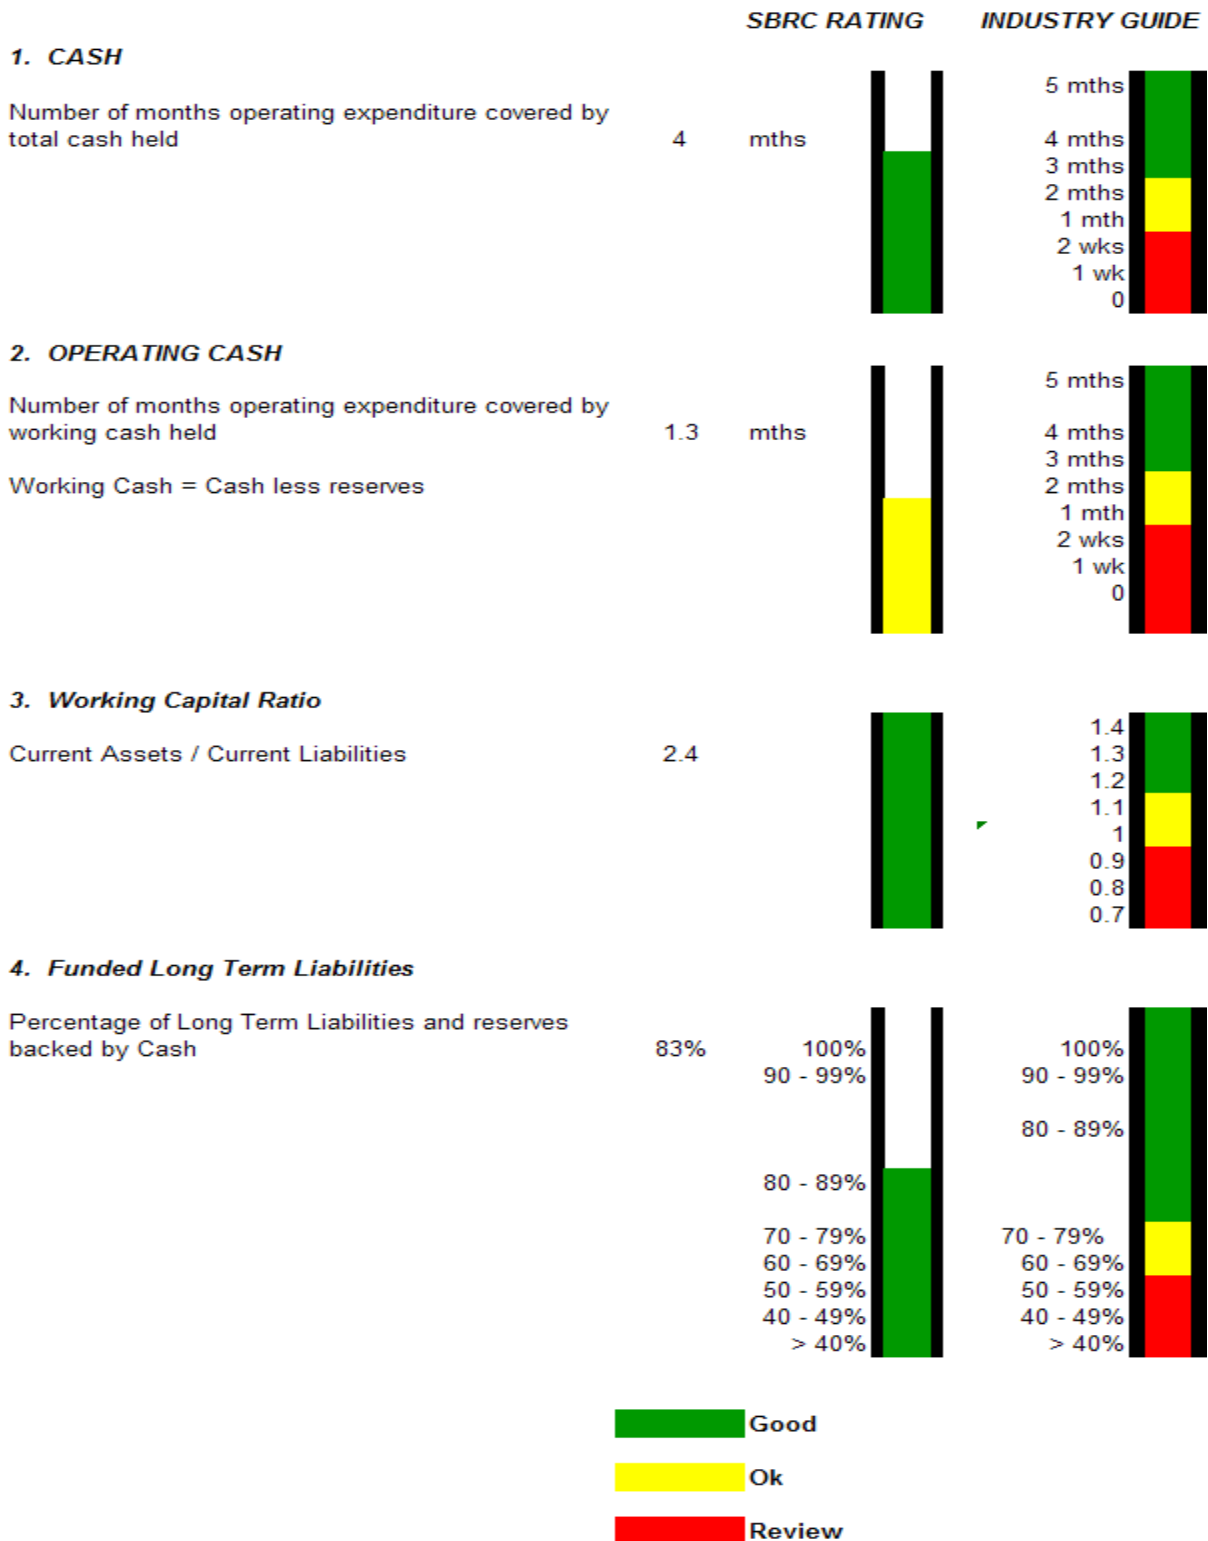 SBRC RATING INDUSTRY GUIDE
1. CASH
5 mths
Number of months operating expenditure covered by
total cash held 4 mths 4 mths
3 mths
2 mths
1 mth
2 wks
1 wk
0
2. OPERATING CASH
5 mths
Number of months operating expenditure covered by
working cash held 1.3 mths 4 mths
3 mths
Working Cash = Cash less reserves 2 mths
1 mth
2 wks
1 wk
0
3. Working Capital Ratio
1.4
Current Assets / Current Liabilities 2.4 1.3
1.2
1.1
1
0.9
0.8
0.7
4. Funded Long Term Liabilities
Percentage of Long Term Liabilities and reserves
backed by Cash 83% 100% 100%
90 - 99% 90 - 99%
80 - 89%
80 - 89%
70 - 79% 70 - 79%
60 - 69% 60 - 69%
50 - 59% 50 - 59%
40 - 49% 40 - 49%
> 40% > 40%
Good
Ok
Review